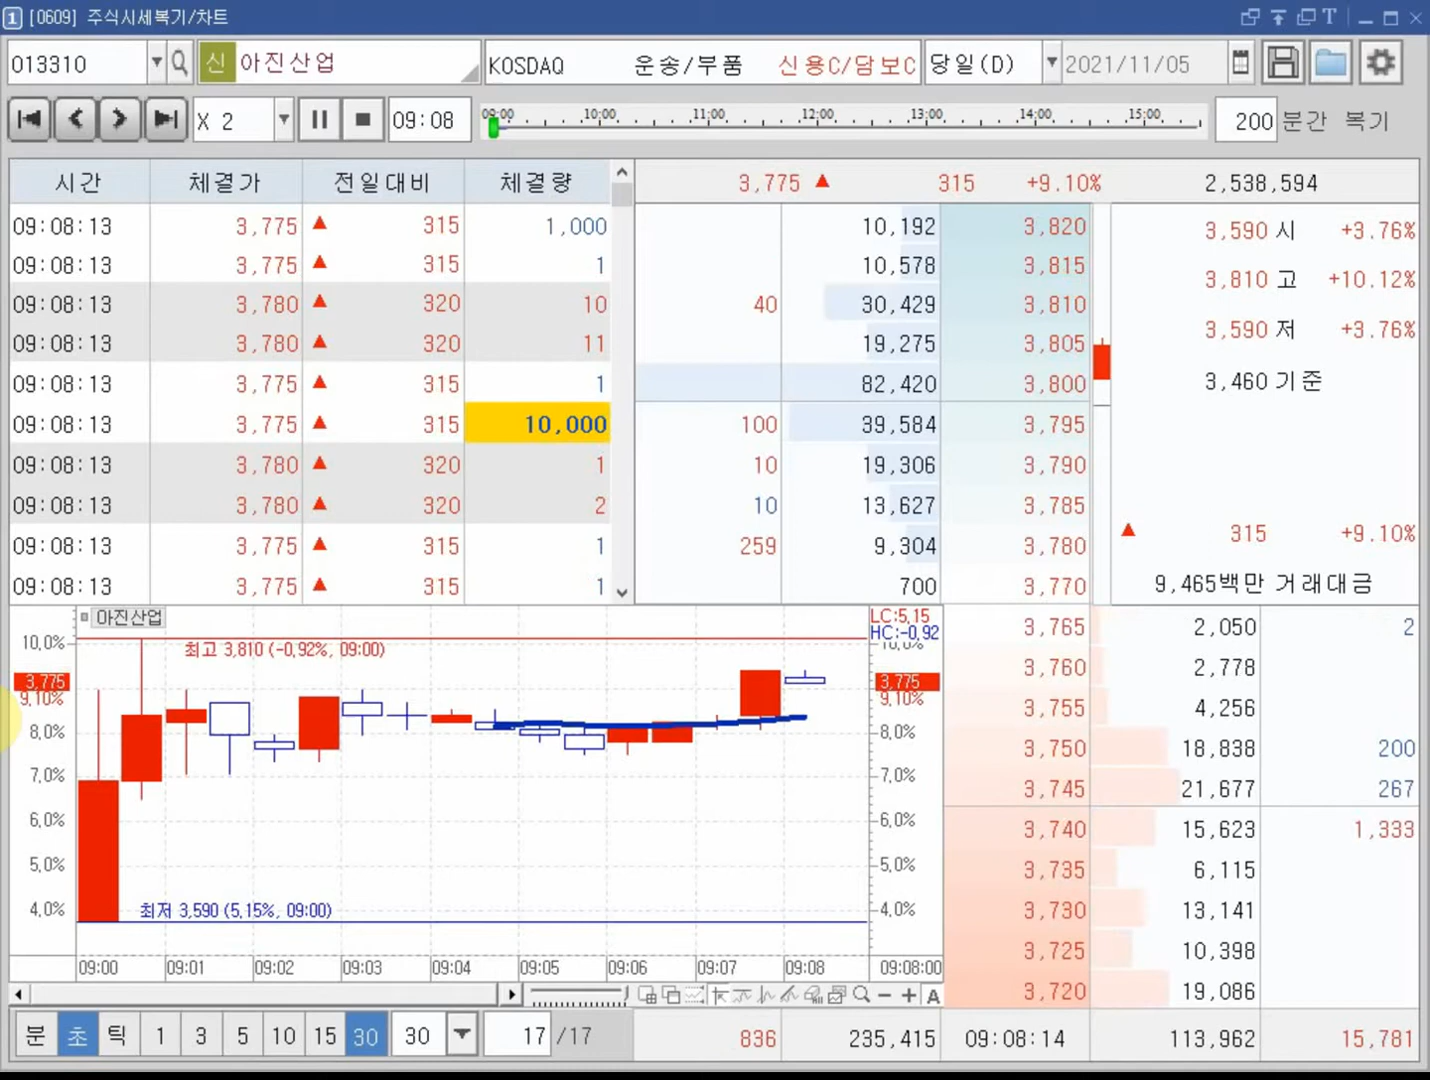 1 [0609] 주식시세복기/차트
013310 신 아진산업 KOSDAQ 운송/부품 신용C/담보C 당일(D) 2021/11/05
X 2 09:08 09:00 10:00 11:00 12:00 13:00 14:00 15:00 200 분간 복기
시간 체결가 전일대비 체결량 3,775 ▲ 315 +9.10% 2,538,594
09:08:13 3,775 ▲ 315 1,000
09:08:13 3,775 ▲ 315 1
09:08:13 3,780 ▲ 320 10
09:08:13 3,780 ▲ 320 11
09:08:13 3,775 ▲ 315 1
09:08:13 3,775 ▲ 315 10,000
09:08:13 3,780 ▲ 320 1
09:08:13 3,780 ▲ 320 2
09:08:13 3,775 ▲ 315 1
09:08:13 3,775 ▲ 315 1
10,192 3,820
10,578 3,815
40 30,429 3,810
19,275 3,805
82,420 3,800
100 39,584 3,795
10 19,306 3,790
10 13,627 3,785
259 9,304 3,780
700 3,770
3,590 시 +3.76%
3,810 고 +10.12%
3,590 저 +3.76%
3,460 기준
▲ 315 +9.10%
9,465백만 거래대금
아진산업
LC:5,15
HC:-0,92
최고 3,810 (-0,92%, 09:00)
10,0%
3,775
9,10%
8,0%
7,0%
6,0%
5,0%
4,0%
10,0%
3,775
9,10%
8,0%
7,0%
6,0%
5,0%
4,0%
최저 3,590 (5,15%, 09:00)
09:00 09:01 09:02 09:03 09:04 09:05 09:06 09:07 09:08 09:08:00
A
3,765 2,050 2
3,760 2,778
3,755 4,256
3,750 18,838 200
3,745 21,677 267
3,740 15,623 1,333
3,735 6,115
3,730 13,141
3,725 10,398
3,720 19,086
분 초 틱 1 3 5 10 15 30 30 17 /17 836 235,415 09:08:14 113,962 15,781